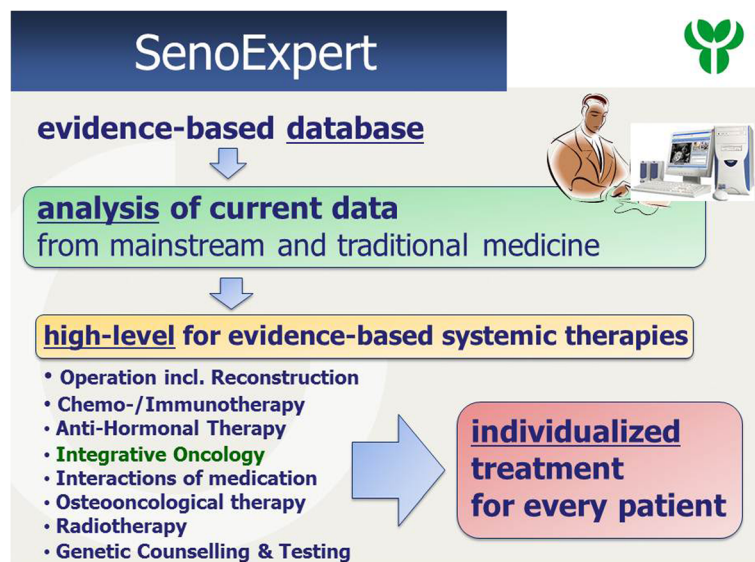 SenoExpert
evidence-based database
analysis of current data
from mainstream and traditional medicine
high-level for evidence-based systemic therapies
• Operation incl. Reconstruction
• Chemo-/Immunotherapy
• Anti-Hormonal Therapy
• Integrative Oncology
• Interactions of medication
• Osteooncological therapy
• Radiotherapy
• Genetic Counselling & Testing
individualized
treatment
for every patient